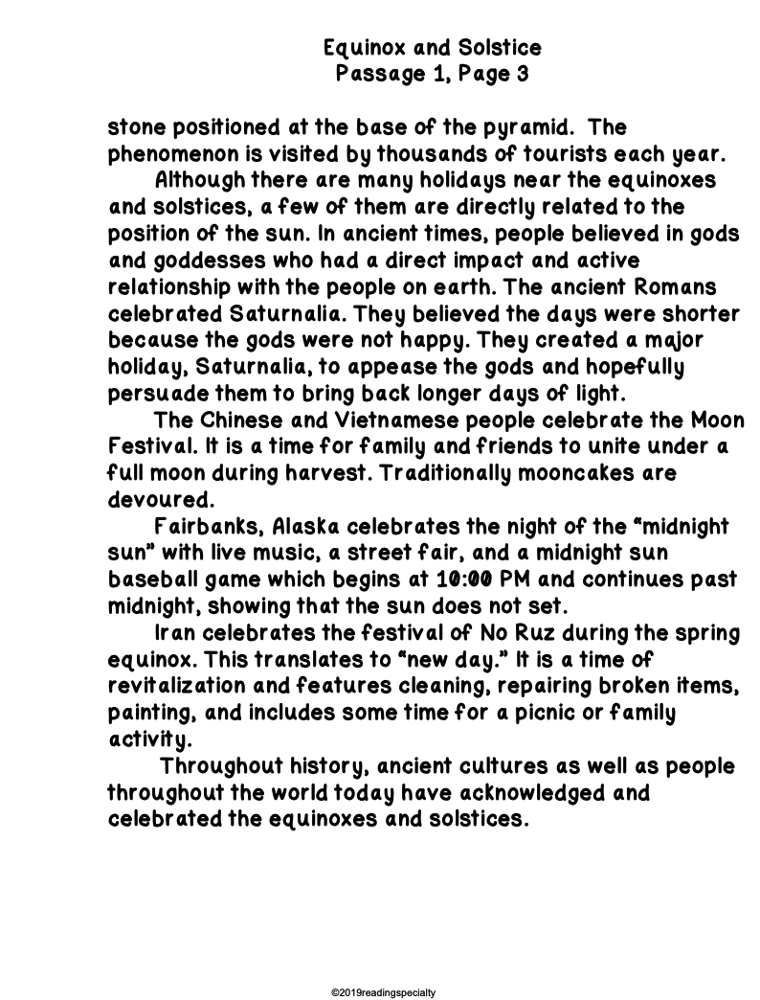 Equinox and Solstice
Passage 1, Page 3
stone positioned at the base of the pyramid.  The
phenomenon is visited by thousands of tourists each year.
Although there are many holidays near the equinoxes
and solstices, a few of them are directly related to the
position of the sun. In ancient times, people believed in gods
and goddesses who had a direct impact and active
relationship with the people on earth. The ancient Romans
celebrated Saturnalia. They believed the days were shorter
because the gods were not happy. They created a major
holiday, Saturnalia, to appease the gods and hopefully
persuade them to bring back longer days of light.
The Chinese and Vietnamese people celebrate the Moon
Festival. It is a time for family and friends to unite under a
full moon during harvest. Traditionally mooncakes are
devoured.
Fairbanks, Alaska celebrates the night of the “midnight
sun” with live music, a street fair, and a midnight sun
baseball game which begins at 10:00 PM and continues past
midnight, showing that the sun does not set.
Iran celebrates the festival of No Ruz during the spring
equinox. This translates to “new day.” It is a time of
revitalization and features cleaning, repairing broken items,
painting, and includes some time for a picnic or family
activity.
Throughout history, ancient cultures as well as people
throughout the world today have acknowledged and
celebrated the equinoxes and solstices.
©2019readingspecialty